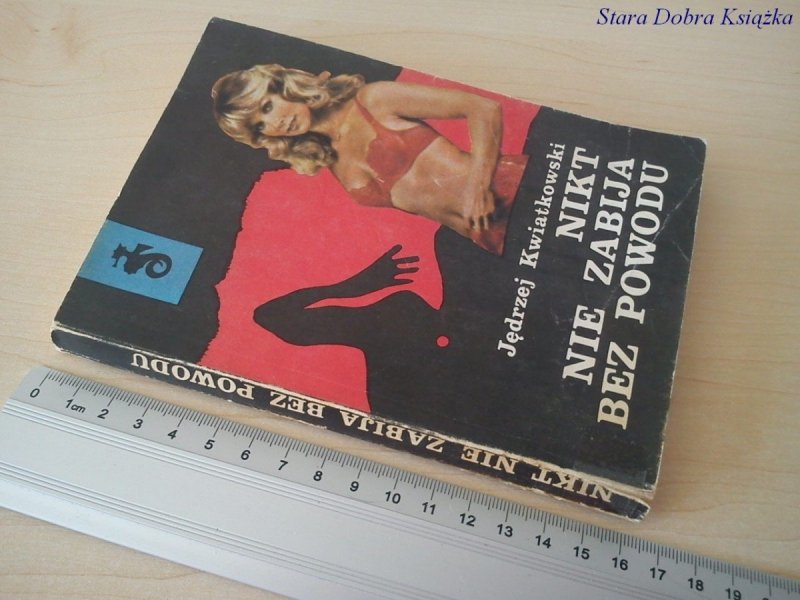 Stara Dobra Książka
Jędrzej Kwiatkowski
NIKT
NIE ZABIJA
BEZ POWODU
NIKT NIE ZABIJA BEZ POWODU
0 1cm 2 3 4 5 6 7 8 9 10 11 12 13 14 15 16 17 18 19